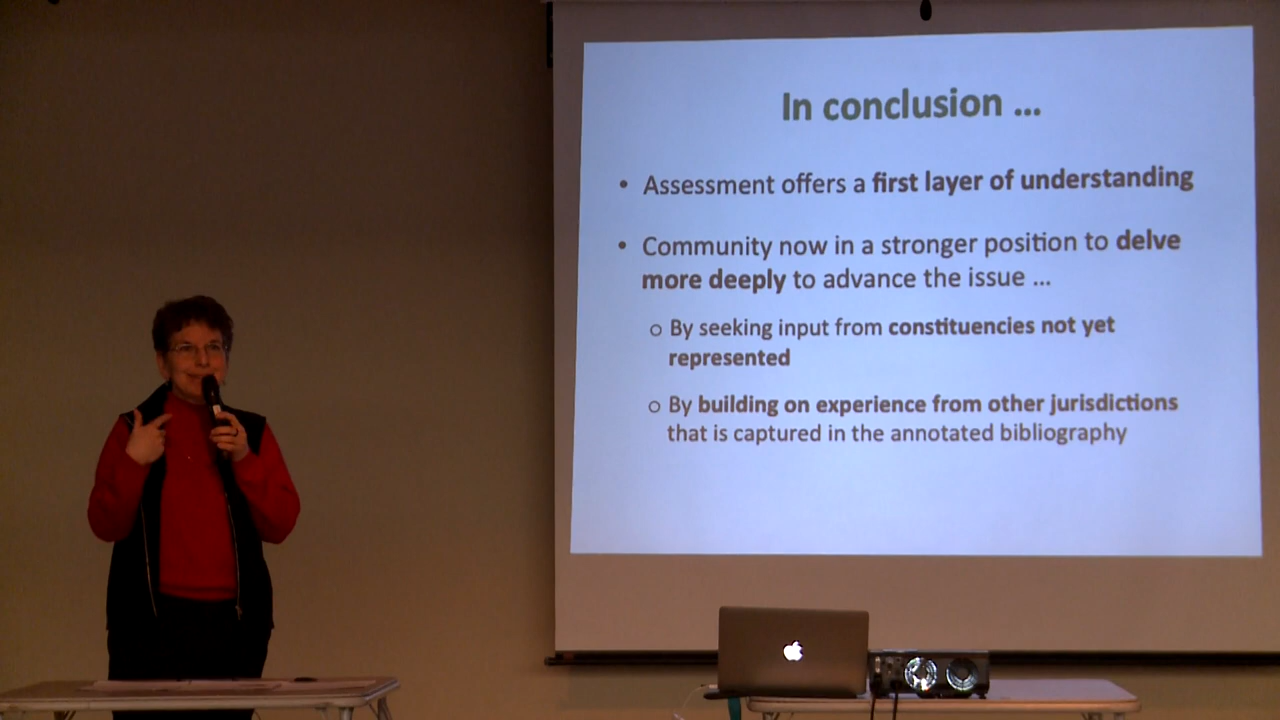 In conclusion ...
• Assessment offers a first layer of understanding
• Community now in a stronger position to delve
more deeply to advance the issue ...
o By seeking input from constituencies not yet
represented
o By building on experience from other jurisdictions
that is captured in the annotated bibliography